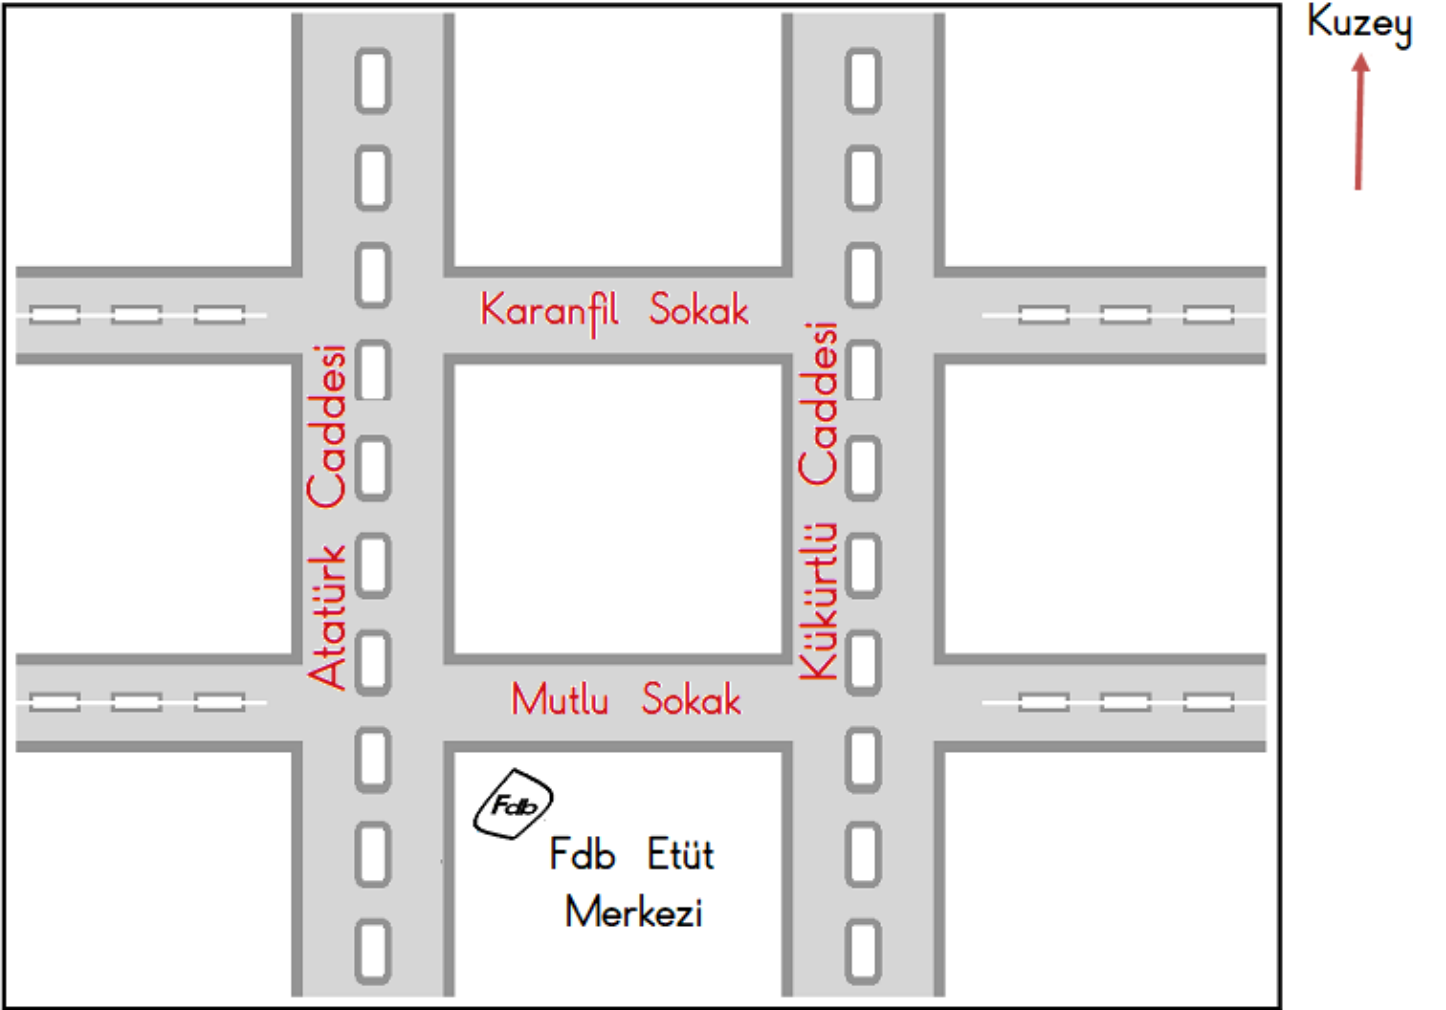 Kuzey
Karanfil Sokak
Atatürk Caddesi
Kükürtlü Caddesi
Mutlu Sokak
Fdb
Fdb Etüt
Merkezi